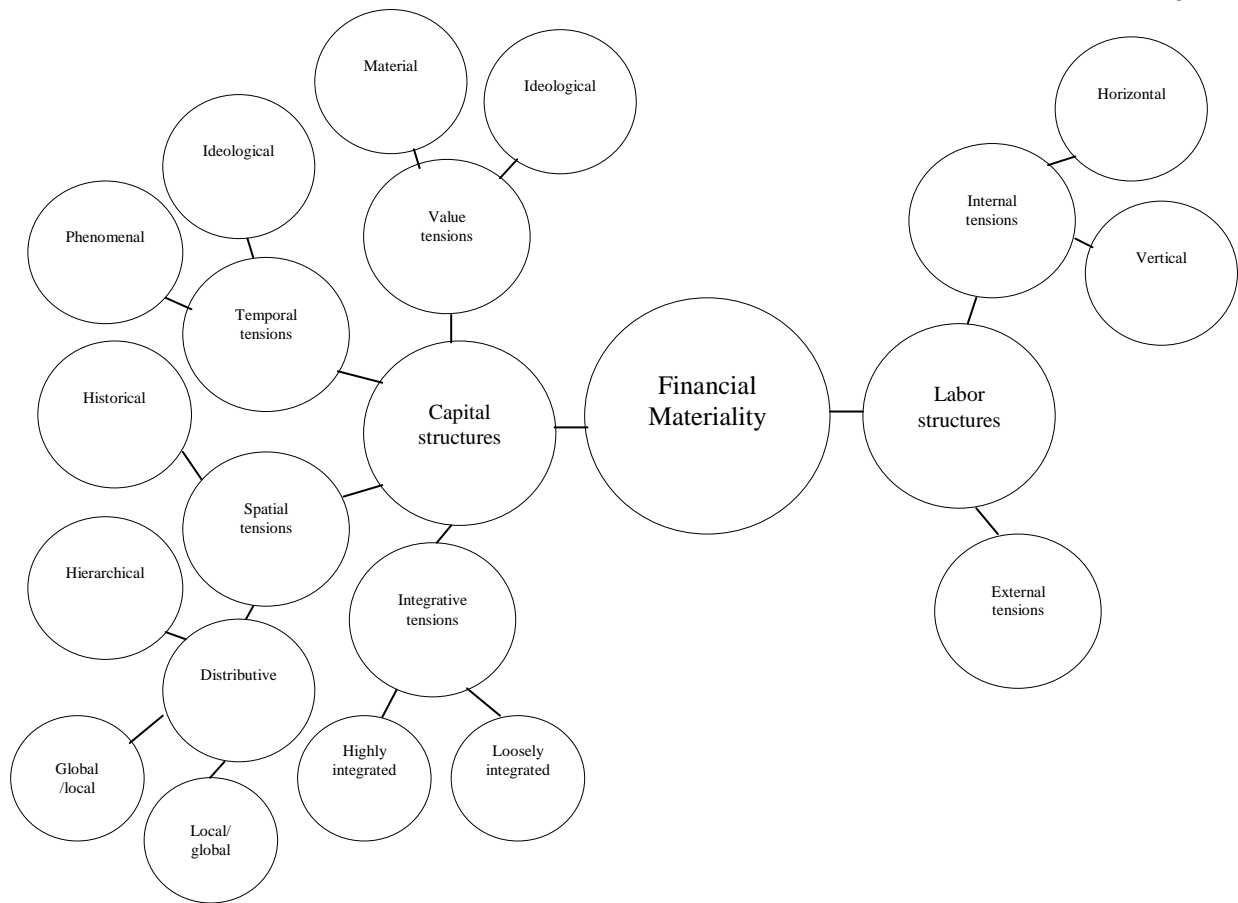 Material
Ideological
Horizontal
Ideological
Internal
tensions
Value
tensions
Phenomenal
Vertical
Temporal
tensions
Financial
Materiality
Historical
Capital
structures
Labor
structures
Spatial
tensions
Hierarchical
Integrative
tensions
External
tensions
Distributive
Highly
integrated
Loosely
integrated
Global
/local
Local/
global